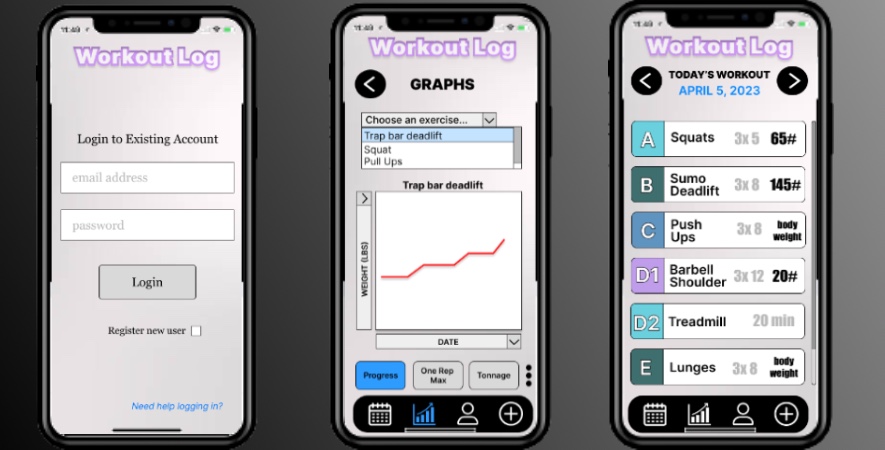 11:49
Workout Log
Login to Existing Account
email address
password
Login
Register new user
Need help logging in?
11:49
Workout Log
GRAPHS
Choose an exercise...
Trap bar deadlift
Squat
Pull Ups
Trap bar deadlift
WEIGHT (LBS)
DATE
Progress
One Rep
Max
Tonnage
11:49
Workout Log
TODAY'S WORKOUT
APRIL 5, 2023
A Squats 3x 5 65#
B Sumo
Deadlift 3x 8 145#
C Push
Ups 3x 8 body
weight
D1 Barbell
Shoulder 3x 12 20#
D2 Treadmill 20 min
E Lunges 3x 8 body
weight